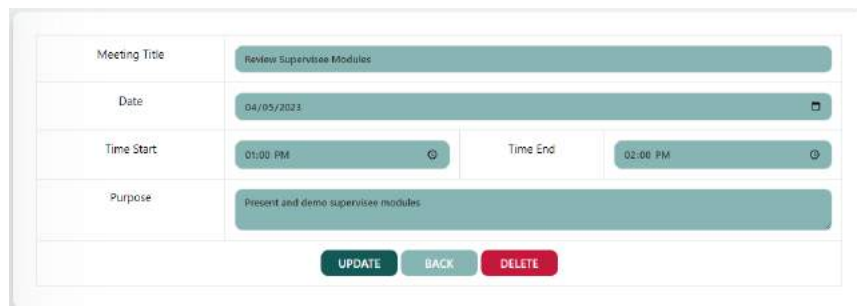 Meeting Title Review Supervisee Modules
Date 04/05/2023
Time Start 01:00 PM Time End 02:00 PM
Purpose Present and demo supervisee modules
UPDATE BACK DELETE